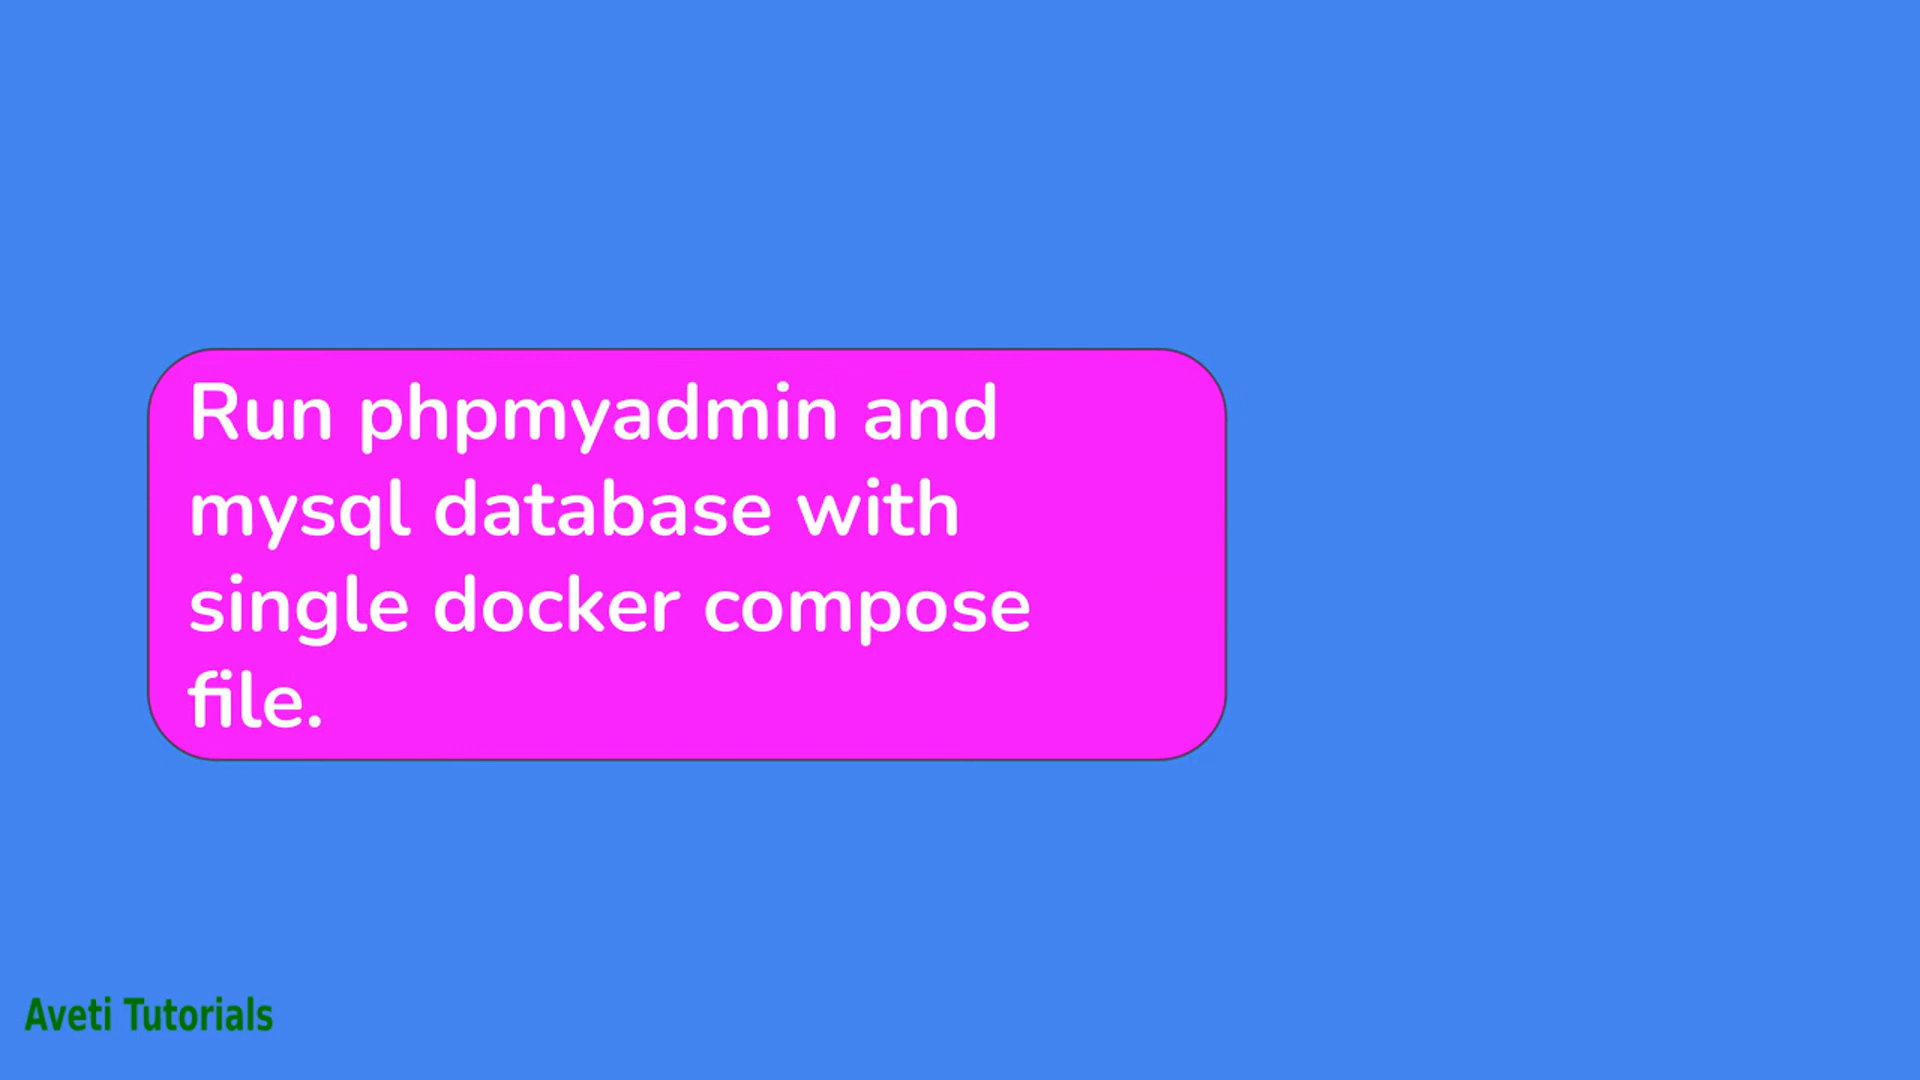 Run phpmyadmin and
mysql database with
single docker compose
file.
Aveti Tutorials